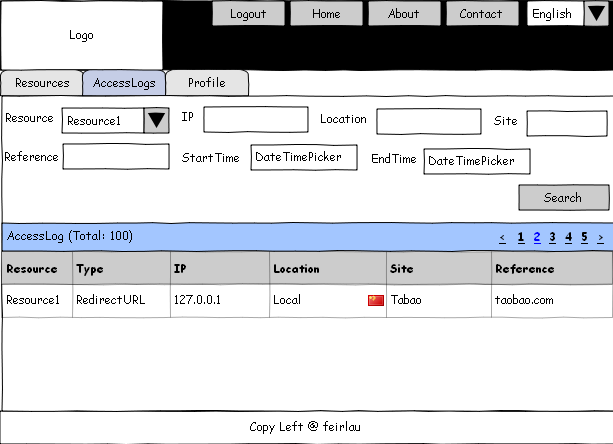 Logo
Logout Home About Contact English
Resources AccessLogs Profile
Resource Resource1 IP Location Site
Reference StartTime DateTimePicker EndTime DateTimePicker
Search
AccessLog (Total: 100) < 1 2 3 4 5 >
Resource Type IP Location Site Reference
Resource1 RedirectURL 127.0.0.1 Local Tabao taobao.com
Copy Left @ feirlau